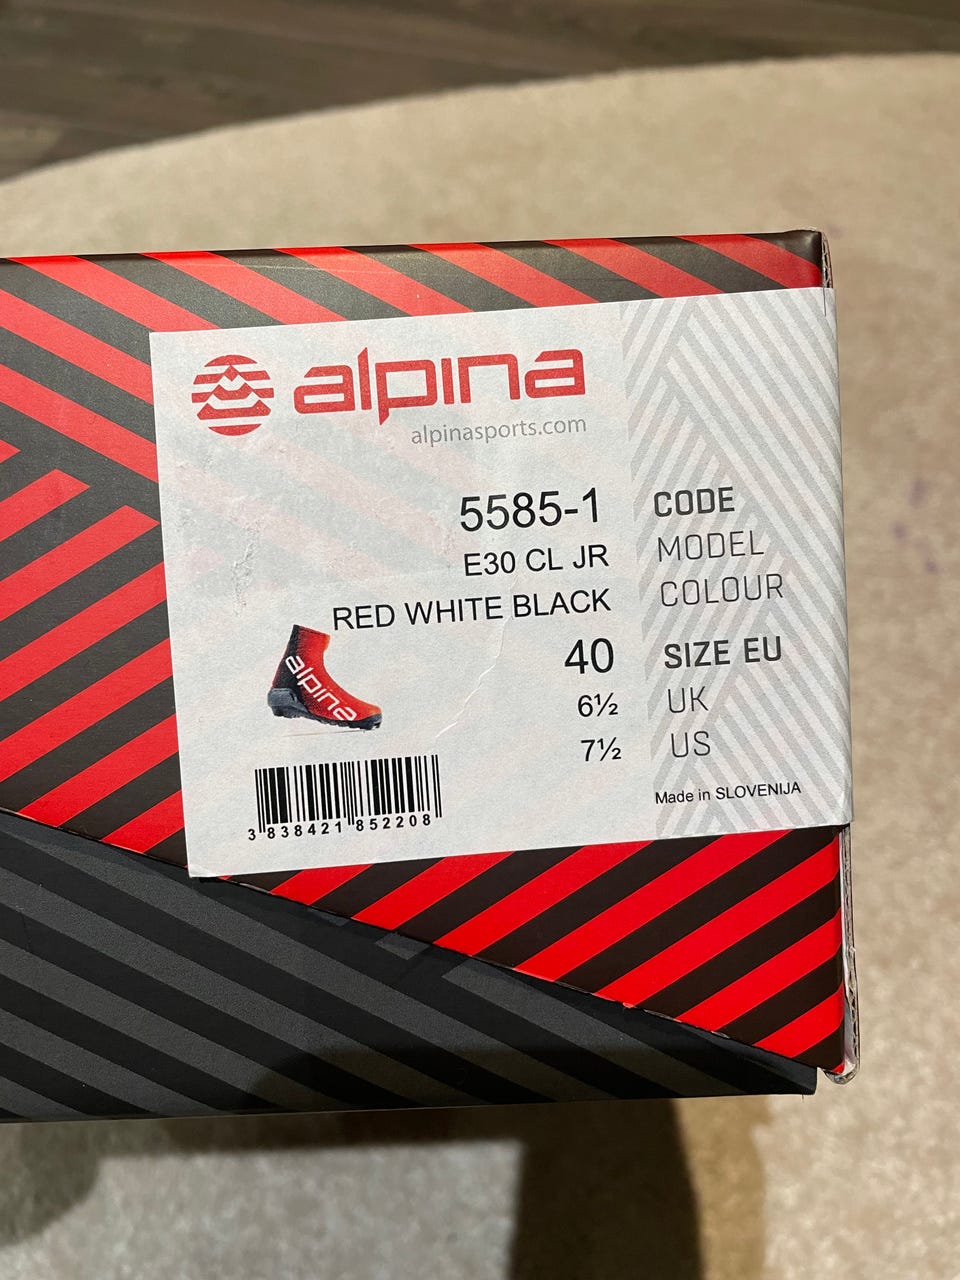 alpina
alpinasports.com
5585-1 CODE
E30 CL JR MODEL
RED WHITE BLACK COLOUR
alpina
40 SIZE EU
6½ UK
7½ US
Made in SLOVENIJA
3 838421 852208